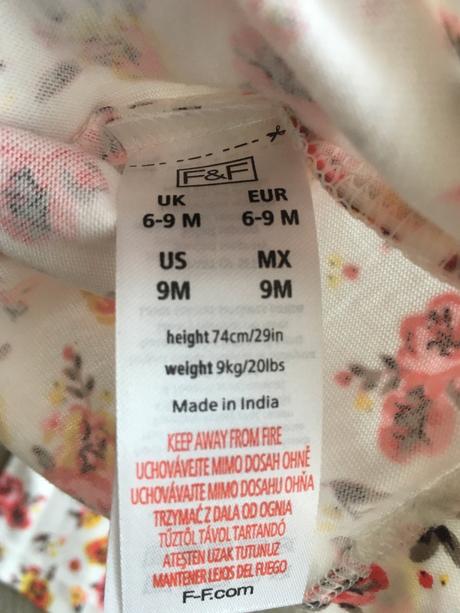 F&F
UK EUR
6-9 M 6-9 M
US MX
9M 9M
height 74cm/29in
weight 9kg/20lbs
Made in India
KEEP AWAY FROM FIRE
UCHOVÁVEJTE MIMO DOSAH OHNĚ
UCHOVÁVAJTE MIMO DOSAHU OHŇA
TRZYMAĆ Z DALA OD OGNIA
TŰZTŐL TÁVOL TARTANDÓ
ATEŞTEN UZAK TUTUNUZ
MANTENER LEJOS DEL FUEGO
F-F.com